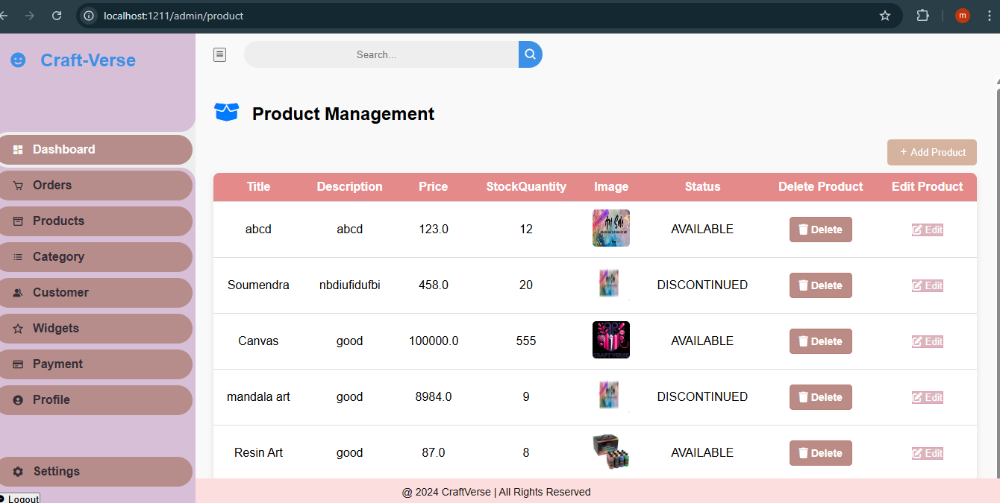 localhost:1211/admin/product
m
Craft-Verse
Search...
Product Management
Dashboard
+ Add Product
Orders
Products
Category
Customer
Widgets
Payment
Profile
Settings
Logout
Title Description Price StockQuantity Image Status Delete Product Edit Product
abcd abcd 123.0 12 Art Sale AVAILABLE Delete Edit
Soumendra nbdiufidufbi 458.0 20 DISCONTINUED Delete Edit
Canvas good 100000.0 555 CRAFT VERSE AVAILABLE Delete Edit
mandala art good 8984.0 9 DISCONTINUED Delete Edit
Resin Art good 87.0 8 AVAILABLE Delete Edit
@ 2024 CraftVerse | All Rights Reserved